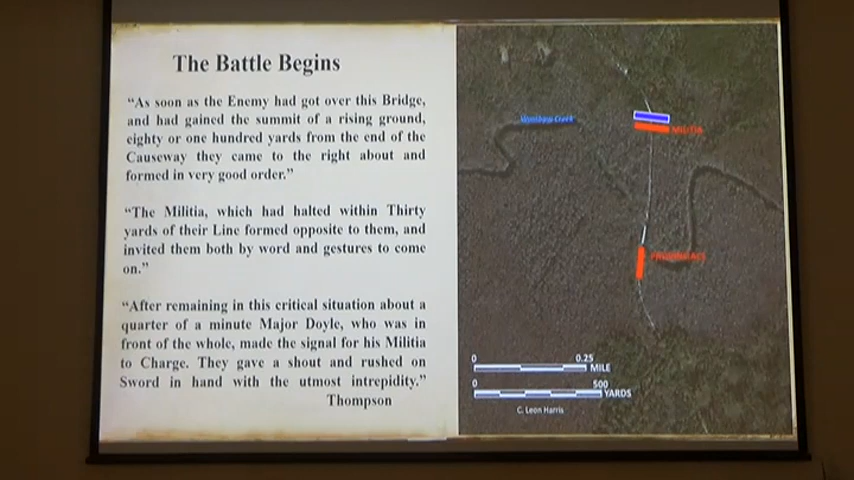 The Battle Begins
“As soon as the Enemy had got over this Bridge,
and had gained the summit of a rising ground,
eighty or one hundred yards from the end of the
Causeway they came to the right about and
formed in very good order.”
“The Militia, which had halted within Thirty
yards of their Line formed opposite to them, and
invited them both by word and gestures to come
on.”
“After remaining in this critical situation about a
quarter of a minute Major Doyle, who was in
front of the whole, made the signal for his Militia
to Charge. They gave a shout and rushed on
Sword in hand with the utmost intrepidity.”
Thompson
Creek
MILITIA
PROVINCIALS
0 0.25
MILE
0 500
YARDS
C. Leon Harris